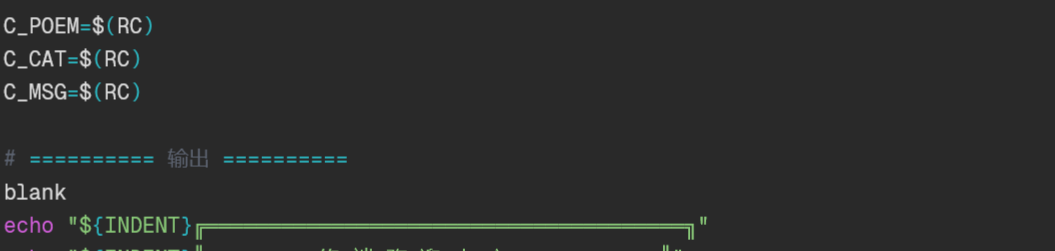 C_POEM=$(RC)
C_CAT=$(RC)
C_MSG=$(RC)
# ========== 输出 ==========
blank
echo "${INDENT}╔═══════════════════════════════════════╗"